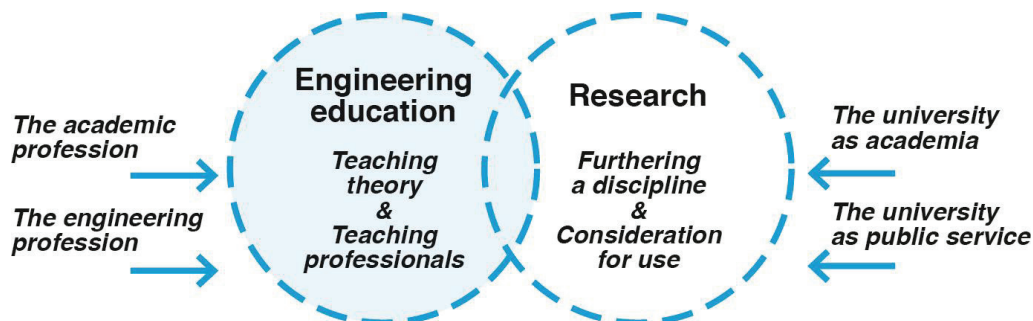 Engineering
education
Teaching
theory
&
Teaching
professionals
Research
Furthering
a discipline
&
Consideration
for use
The academic
profession
The engineering
profession
The university
as academia
The university
as public service